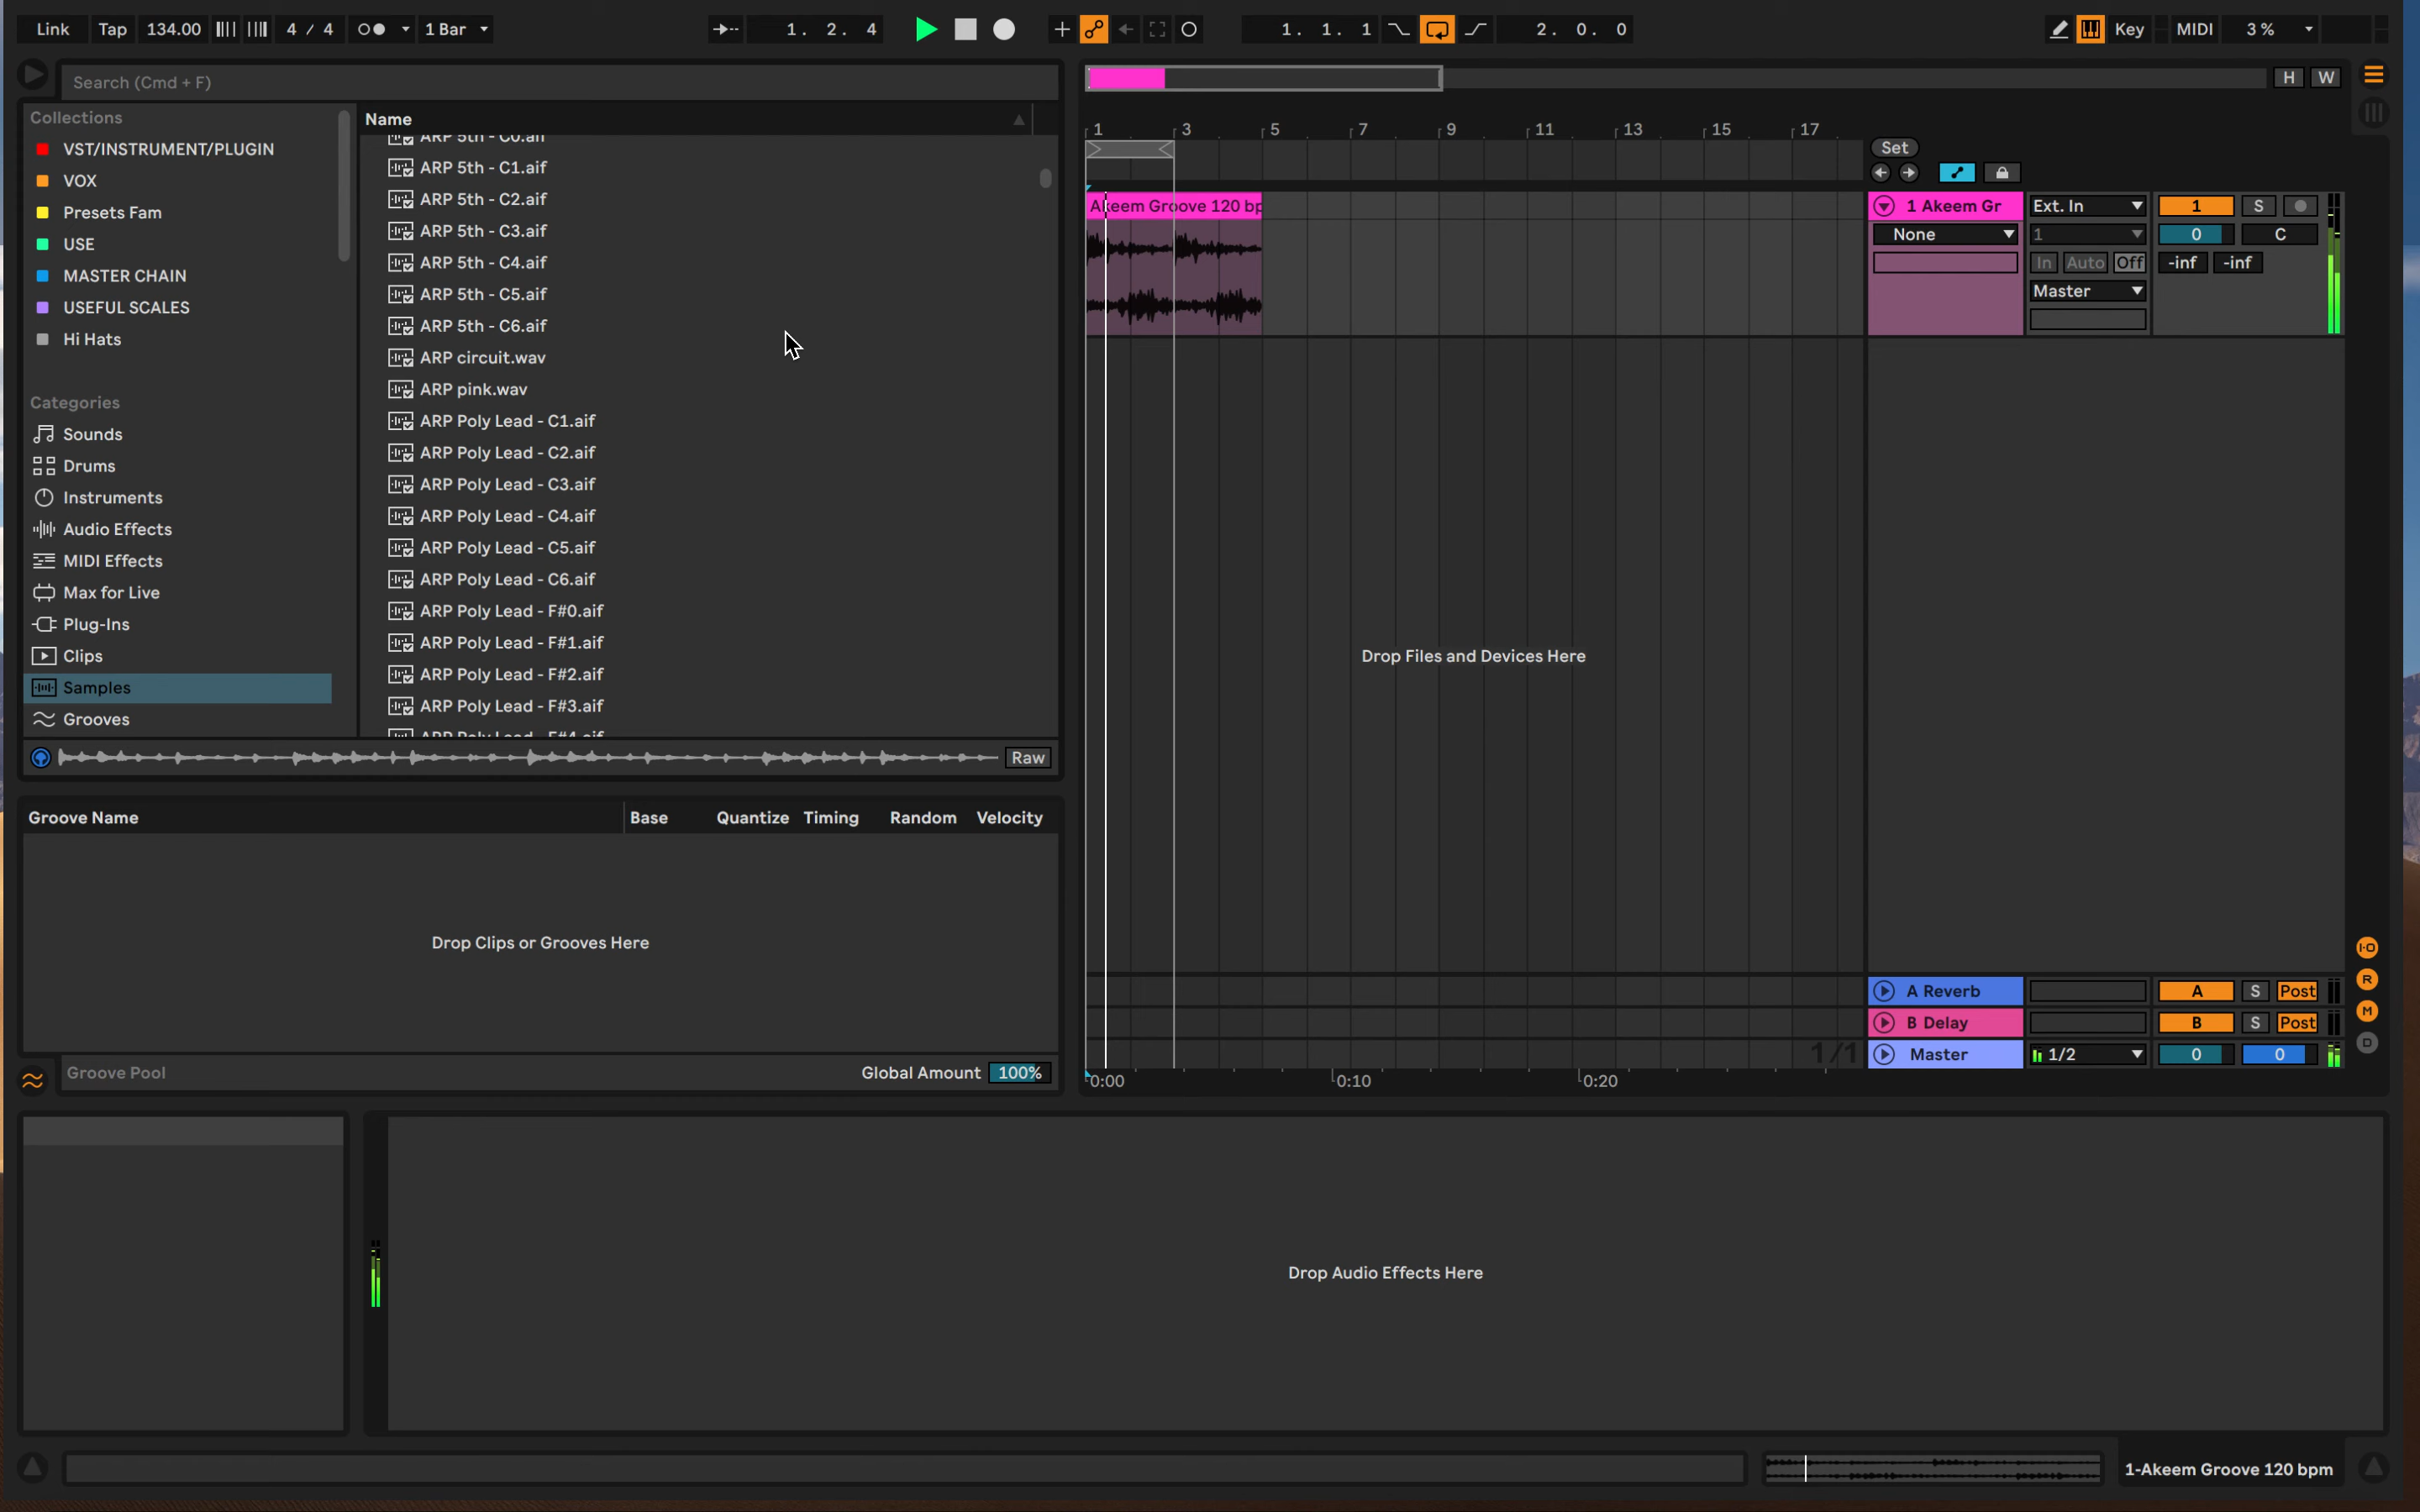 Link Tap 134.00 4 / 4 1 Bar 1. 2. 4 1. 1. 1 2. 0. 0 Key MIDI 3 %
Search (Cmd + F)
Collections
VST/INSTRUMENT/PLUGIN
VOX
Presets Fam
USE
MASTER CHAIN
USEFUL SCALES
Hi Hats
Categories
Sounds
Drums
Instruments
Audio Effects
MIDI Effects
Max for Live
Plug-Ins
Clips
Samples
Grooves
Name
ARP 5th - C0.aif
ARP 5th - C1.aif
ARP 5th - C2.aif
ARP 5th - C3.aif
ARP 5th - C4.aif
ARP 5th - C5.aif
ARP 5th - C6.aif
ARP circuit.wav
ARP pink.wav
ARP Poly Lead - C1.aif
ARP Poly Lead - C2.aif
ARP Poly Lead - C3.aif
ARP Poly Lead - C4.aif
ARP Poly Lead - C5.aif
ARP Poly Lead - C6.aif
ARP Poly Lead - F#0.aif
ARP Poly Lead - F#1.aif
ARP Poly Lead - F#2.aif
ARP Poly Lead - F#3.aif
ARP Poly Lead - F#4.aif
Raw
Groove Name Base Quantize Timing Random Velocity
Drop Clips or Grooves Here
Groove Pool Global Amount 100%
H W
1 3 5 7 9 11 13 15 17
Set
Akeem Groove 120 bp
1 Akeem Gr Ext. In 1 S
None 1 0 C
In Auto Off -inf -inf
Master
Drop Files and Devices Here
A Reverb A S Post
B Delay B S Post
1/1 Master 1/2 0 0
0:00 0:10 0:20
I·O
R
M
D
Drop Audio Effects Here
1-Akeem Groove 120 bpm